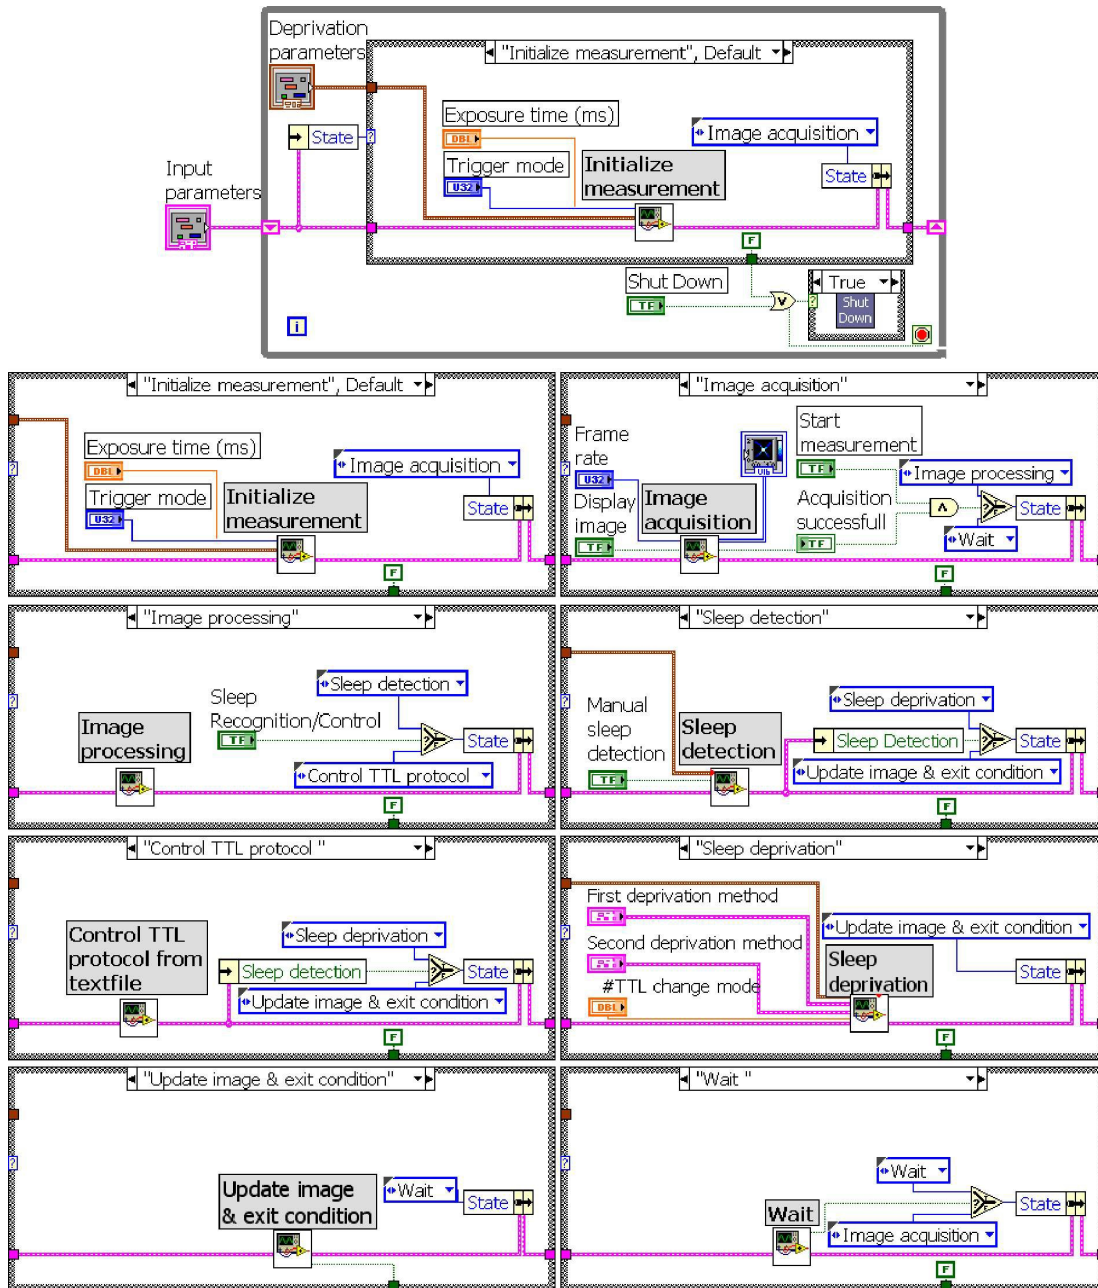 Deprivation
parameters
"Initialize measurement", Default
Exposure time (ms)
DBL
Image acquisition
State
Trigger mode
U32
Initialize
measurement
State
Input
parameters
F
Shut Down
TF
V
True
Shut
Down
i
"Initialize measurement", Default
Exposure time (ms)
DBL
Image acquisition
Trigger mode
U32
Initialize
measurement
State
F
"Image acquisition"
Frame
rate
U32
Start
measurement
TF
Image processing
Display
image
TF
Image
acquisition
Acquisition
successfull
TF
Λ
State
Wait
F
"Image processing"
Sleep detection
Sleep
Recognition/Control
TF
Image
processing
State
Control TTL protocol
F
"Sleep detection"
Manual
sleep
detection
TF
Sleep
detection
Sleep deprivation
Sleep Detection
State
Update image & exit condition
F
"Control TTL protocol "
Control TTL
protocol from
textfile
Sleep deprivation
Sleep detection
State
Update image & exit condition
F
"Sleep deprivation"
First deprivation method
Second deprivation method
#TTL change mode
DBL
Update image & exit condition
Sleep
deprivation
State
F
"Update image & exit condition"
Update image
& exit condition
Wait
State
"Wait "
Wait
Wait
State
Image acquisition
F